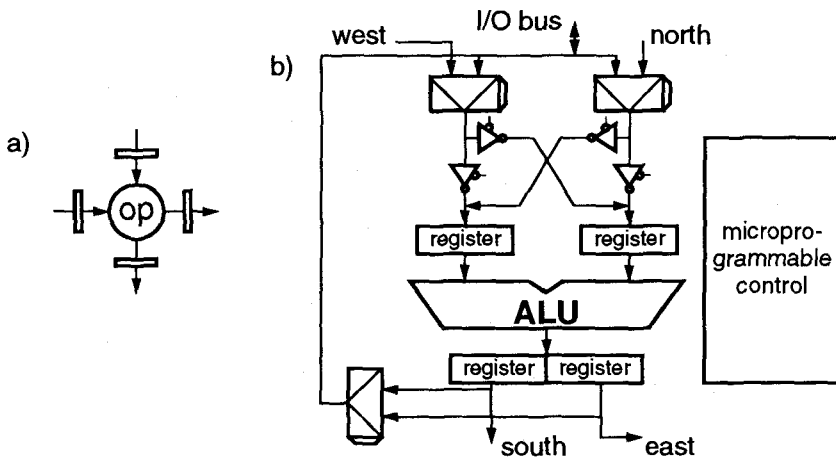 I/O bus
west
north
b)
a)
op
register
register
micropro-
grammable
control
ALU
register
register
south
east